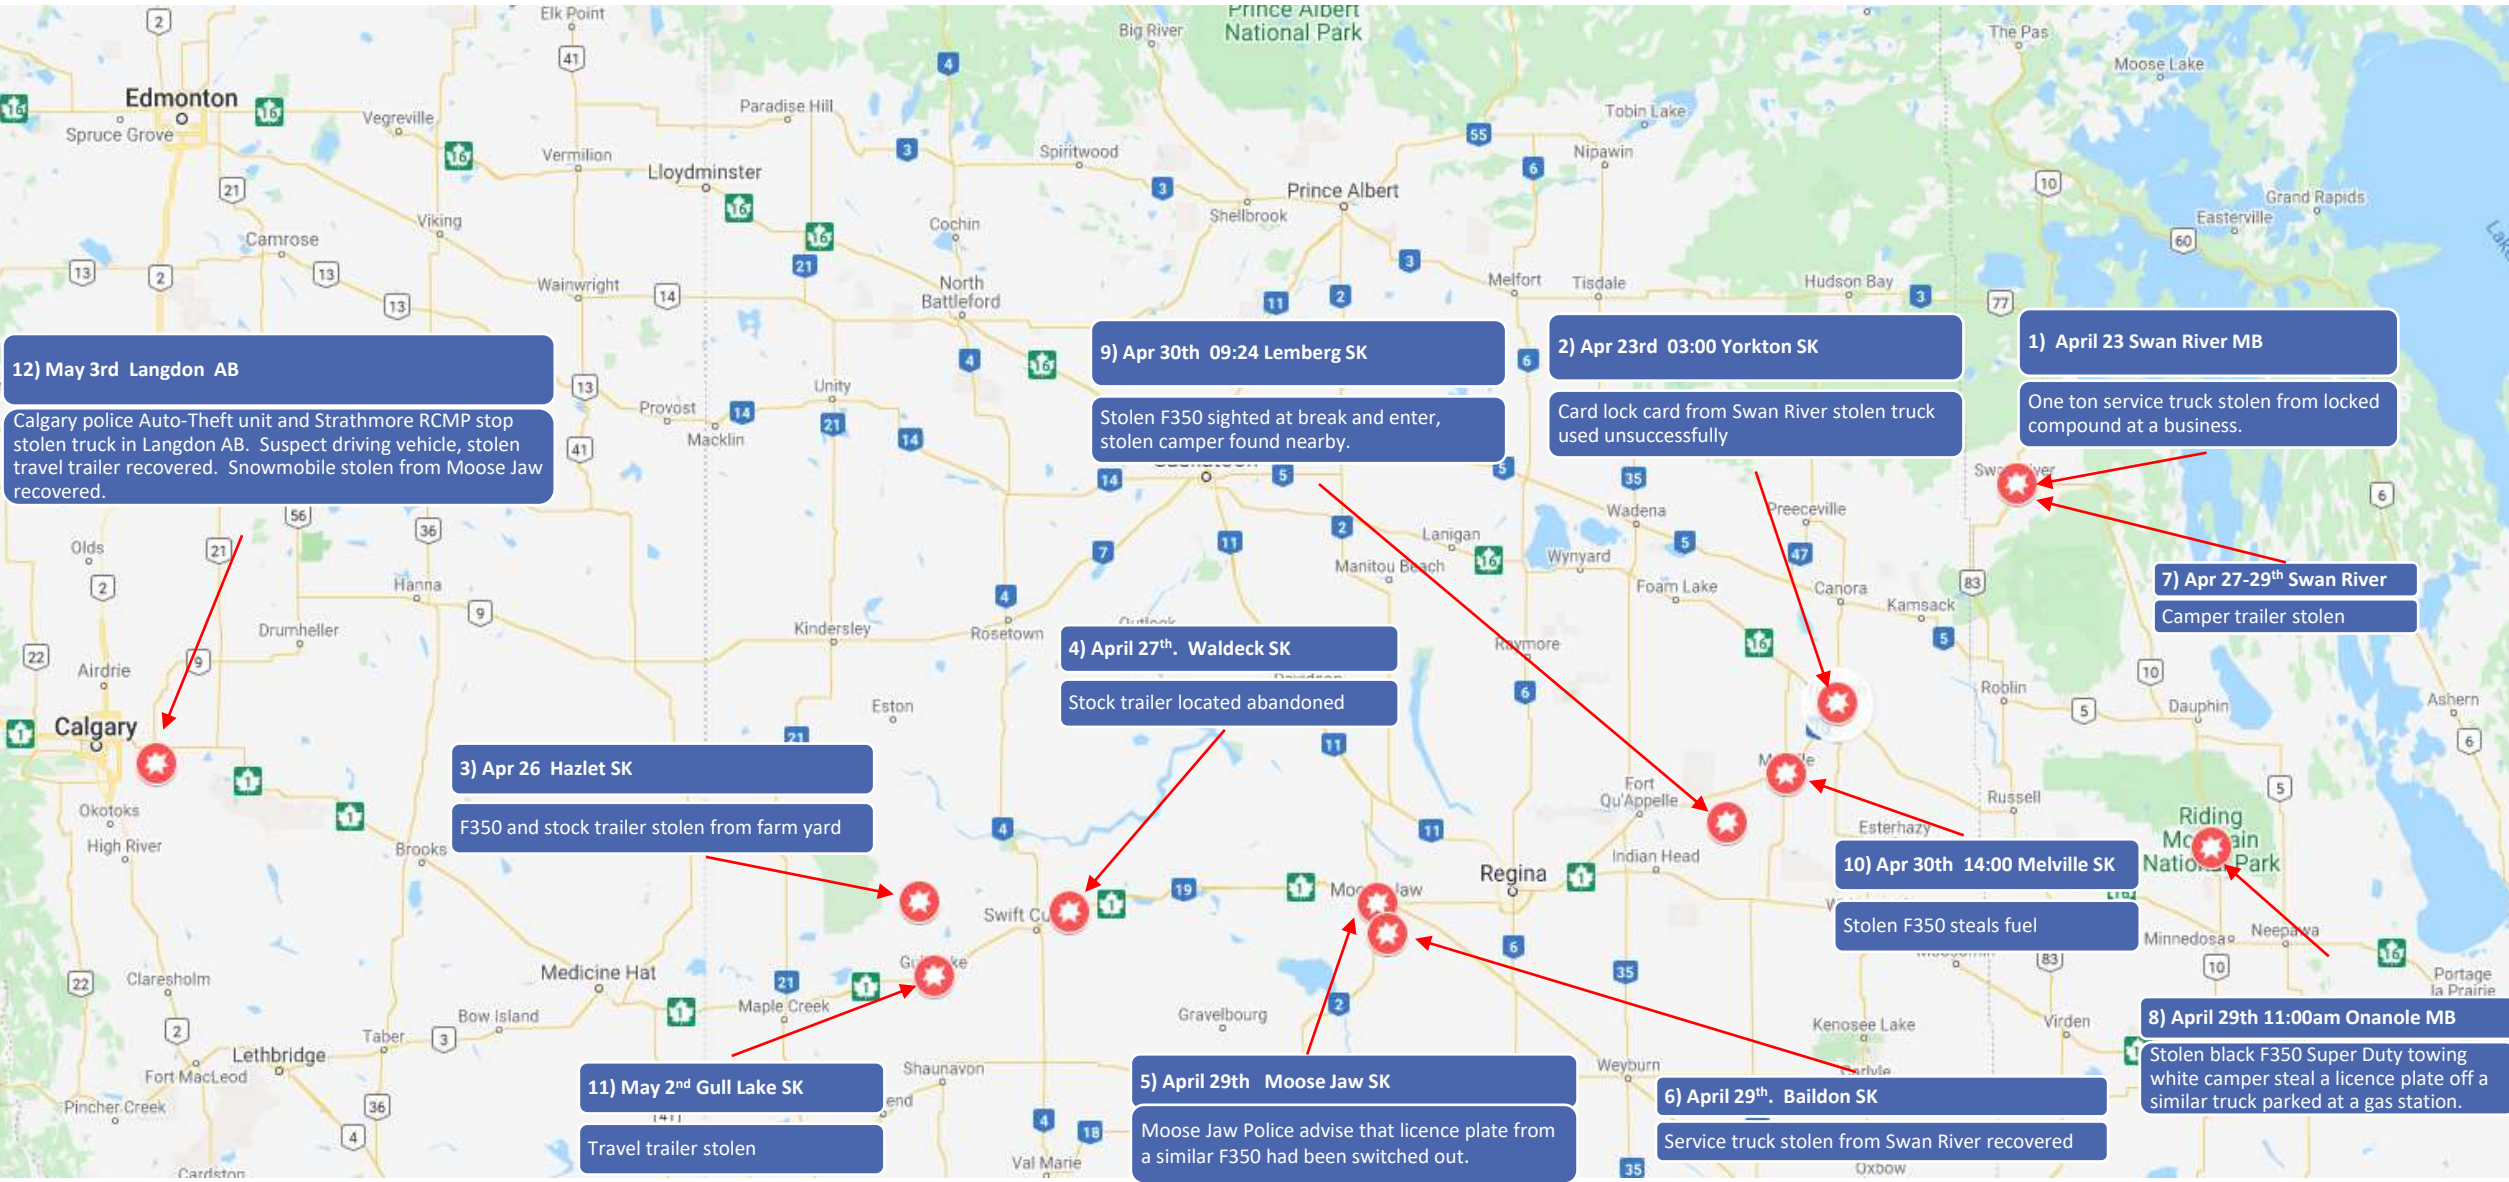 Elk Point
Prince Albert
National Park
Big River
The Pas
Moose Lake
Edmonton
Spruce Grove
Vegreville
Paradise Hill
Tobin Lake
Vermilion
Lloydminster
Spiritwood
Nipawin
Prince Albert
Shellbrook
Grand Rapids
Easterville
Viking
Camrose
Cochin
Wainwright
North
Battleford
Melfort
Tisdale
Hudson Bay
12) May 3rd Langdon AB
Calgary police Auto-Theft unit and Strathmore RCMP stop
stolen truck in Langdon AB. Suspect driving vehicle, stolen
travel trailer recovered. Snowmobile stolen from Moose Jaw
recovered.
9) Apr 30th 09:24 Lemberg SK
Stolen F350 sighted at break and enter,
stolen camper found nearby.
2) Apr 23rd 03:00 Yorkton SK
Card lock card from Swan River stolen truck
used unsuccessfully
1) April 23 Swan River MB
One ton service truck stolen from locked
compound at a business.
Provost
Macklin
Unity
Wadena
Preeceville
Lanigan
Manitou Beach
Wynyard
Foam Lake
Canora
Kamsack
7) Apr 27-29th Swan River
Camper trailer stolen
Olds
Hanna
Drumheller
Kindersley
Rosetown
Outlook
Raymore
Airdrie
Calgary
Okotoks
High River
Brooks
Eston
4) April 27th. Waldeck SK
Stock trailer located abandoned
Roblin
Dauphin
Ashern
3) Apr 26 Hazlet SK
F350 and stock trailer stolen from farm yard
Fort
Qu'Appelle
Esterhazy
Russell
Riding
National Park
Indian Head
Regina
10) Apr 30th 14:00 Melville SK
Stolen F350 steals fuel
Minnedosa
Neepawa
Portage
la Prairie
Claresholm
Medicine Hat
Maple Creek
Bow Island
Taber
Lethbridge
Fort MacLeod
Pincher Creek
Cardston
Gravelbourg
Shaunavon
Val Marie
Weyburn
Kenosee Lake
Carlyle
Virden
Oxbow
11) May 2nd Gull Lake SK
Travel trailer stolen
5) April 29th Moose Jaw SK
Moose Jaw Police advise that licence plate from
a similar F350 had been switched out.
6) April 29th. Baildon SK
Service truck stolen from Swan River recovered
8) April 29th 11:00am Onanole MB
Stolen black F350 Super Duty towing
white camper steal a licence plate off a
similar truck parked at a gas station.